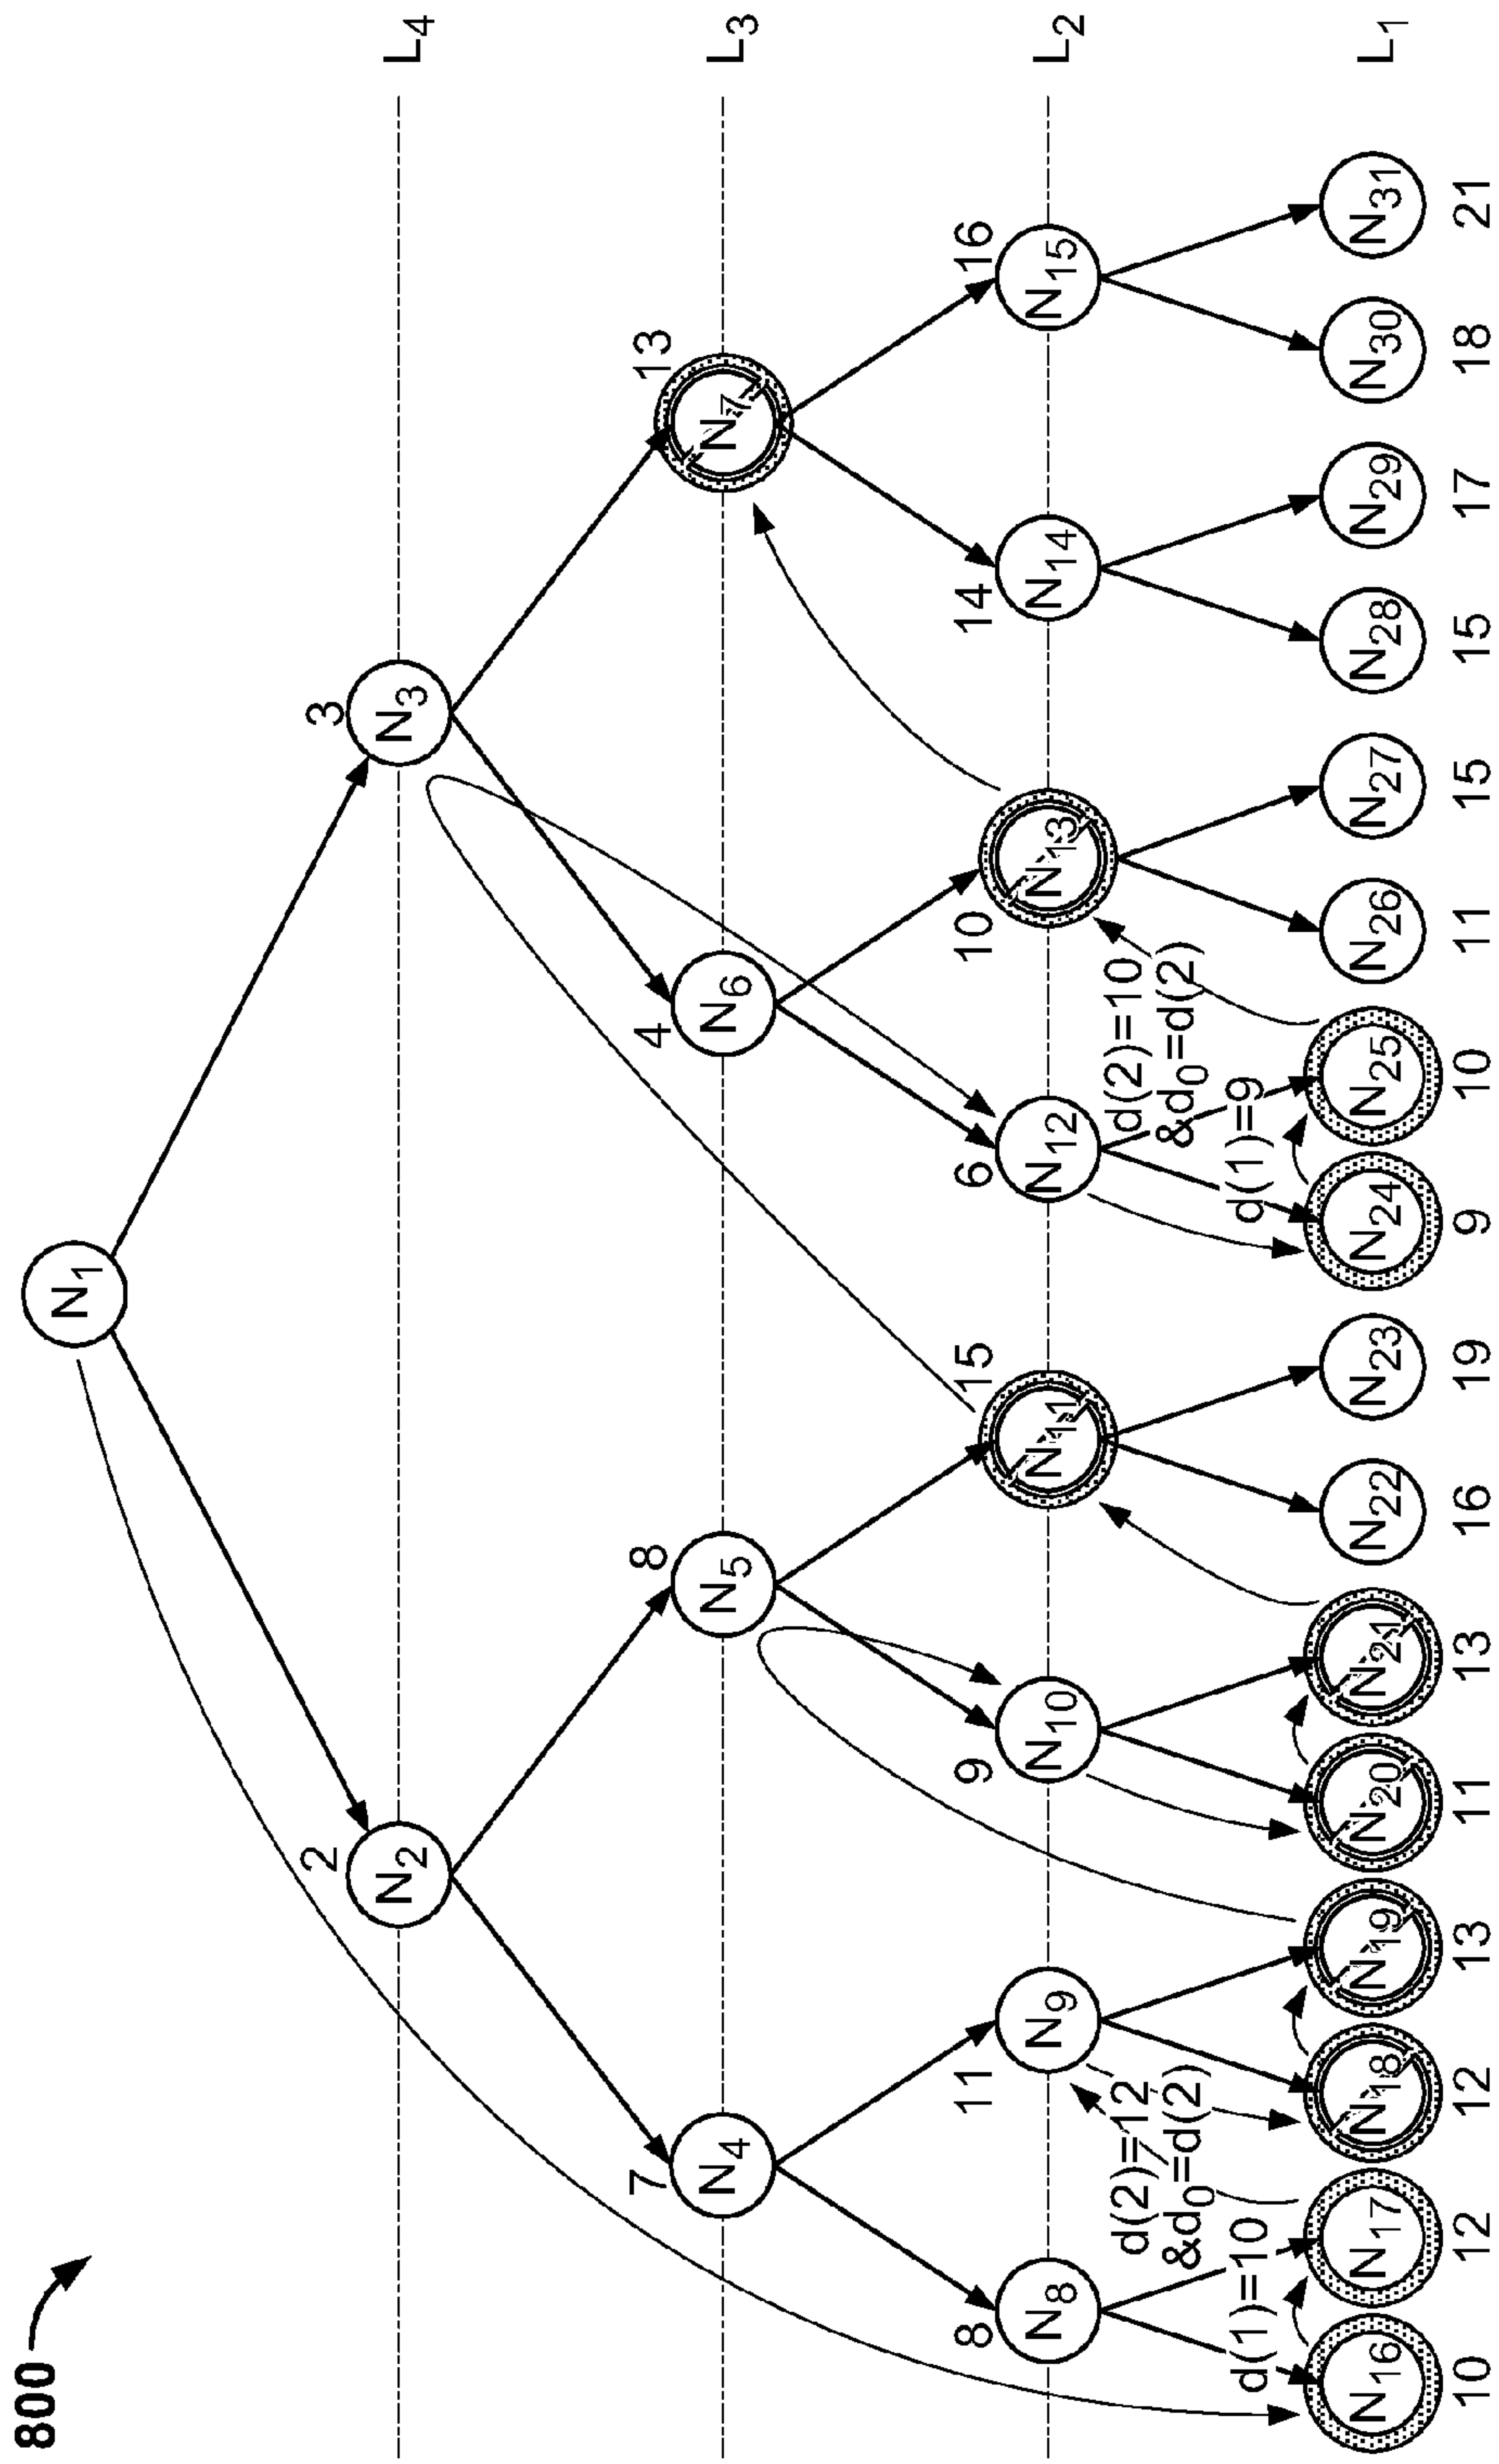 800
N1
L4
2
N2
3
N3
L3
7
N4
8
N5
4
N6
13
N7
L2
8
N8
11
N9
9
N10
15
N11
6
N12
10
N13
14
N14
16
N15
d(2)=12
&d0=d(2)
d(1)=10
d(2)=10
&d0=d(2)
d(1)=9
L1
N16
N17
N18
N19
N20
N21
N22
N23
N24
N25
N26
N27
N28
N29
N30
N31
10
12
12
13
11
13
16
19
9
10
11
15
15
17
18
21